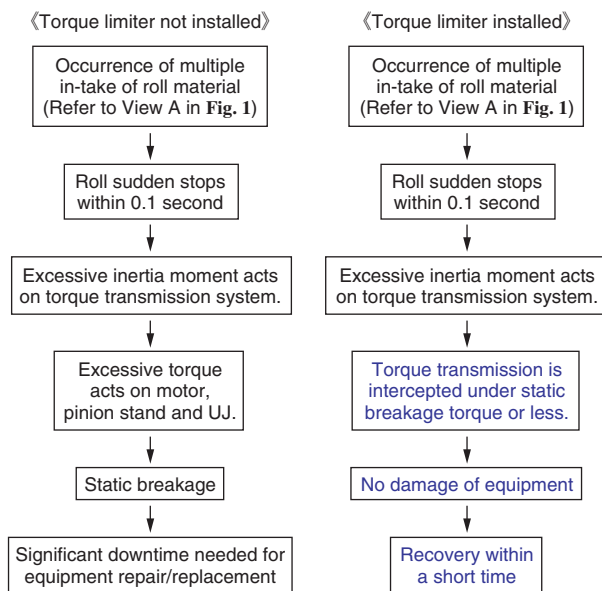 《Torque limiter not installed》
Occurrence of multiple
in-take of roll material
(Refer to View A in Fig. 1)
Roll sudden stops
within 0.1 second
Excessive inertia moment acts
on torque transmission system.
Excessive torque
acts on motor,
pinion stand and UJ.
Static breakage
Significant downtime needed for
equipment repair/replacement
《Torque limiter installed》
Occurrence of multiple
in-take of roll material
(Refer to View A in Fig. 1)
Roll sudden stops
within 0.1 second
Excessive inertia moment acts
on torque transmission system.
Torque transmission is
intercepted under static
breakage torque or less.
No damage of equipment
Recovery within
a short time